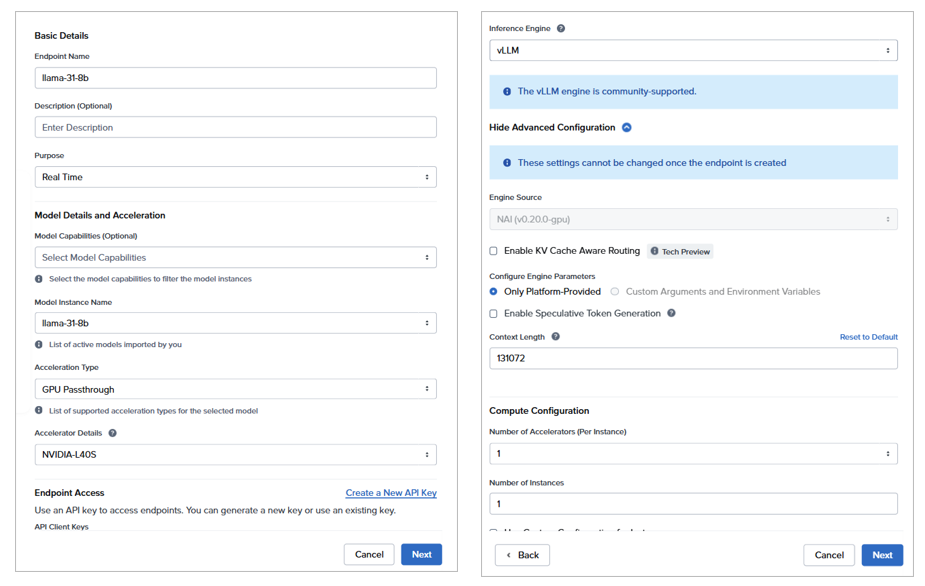 Basic Details
Endpoint Name
llama-31-8b
Description (Optional)
Enter Description
Purpose
Real Time
Model Details and Acceleration
Model Capabilities (Optional)
Select Model Capabilities
Select the model capabilities to filter the model instances
Model Instance Name
llama-31-8b
List of active models imported by you
Acceleration Type
GPU Passthrough
List of supported acceleration types for the selected model
Accelerator Details
NVIDIA-L40S
Endpoint Access Create a New API Key
Use an API key to access endpoints. You can generate a new key or use an existing key.
API Client Keys
Cancel Next
Inference Engine
vLLM
The vLLM engine is community-supported.
Hide Advanced Configuration
These settings cannot be changed once the endpoint is created
Engine Source
NAI (v0.20.0-gpu)
Enable KV Cache Aware Routing Tech Preview
Configure Engine Parameters
Only Platform-Provided Custom Arguments and Environment Variables
Enable Speculative Token Generation
Context Length Reset to Default
131072
Compute Configuration
Number of Accelerators (Per Instance)
1
Number of Instances
1
Back Cancel Next